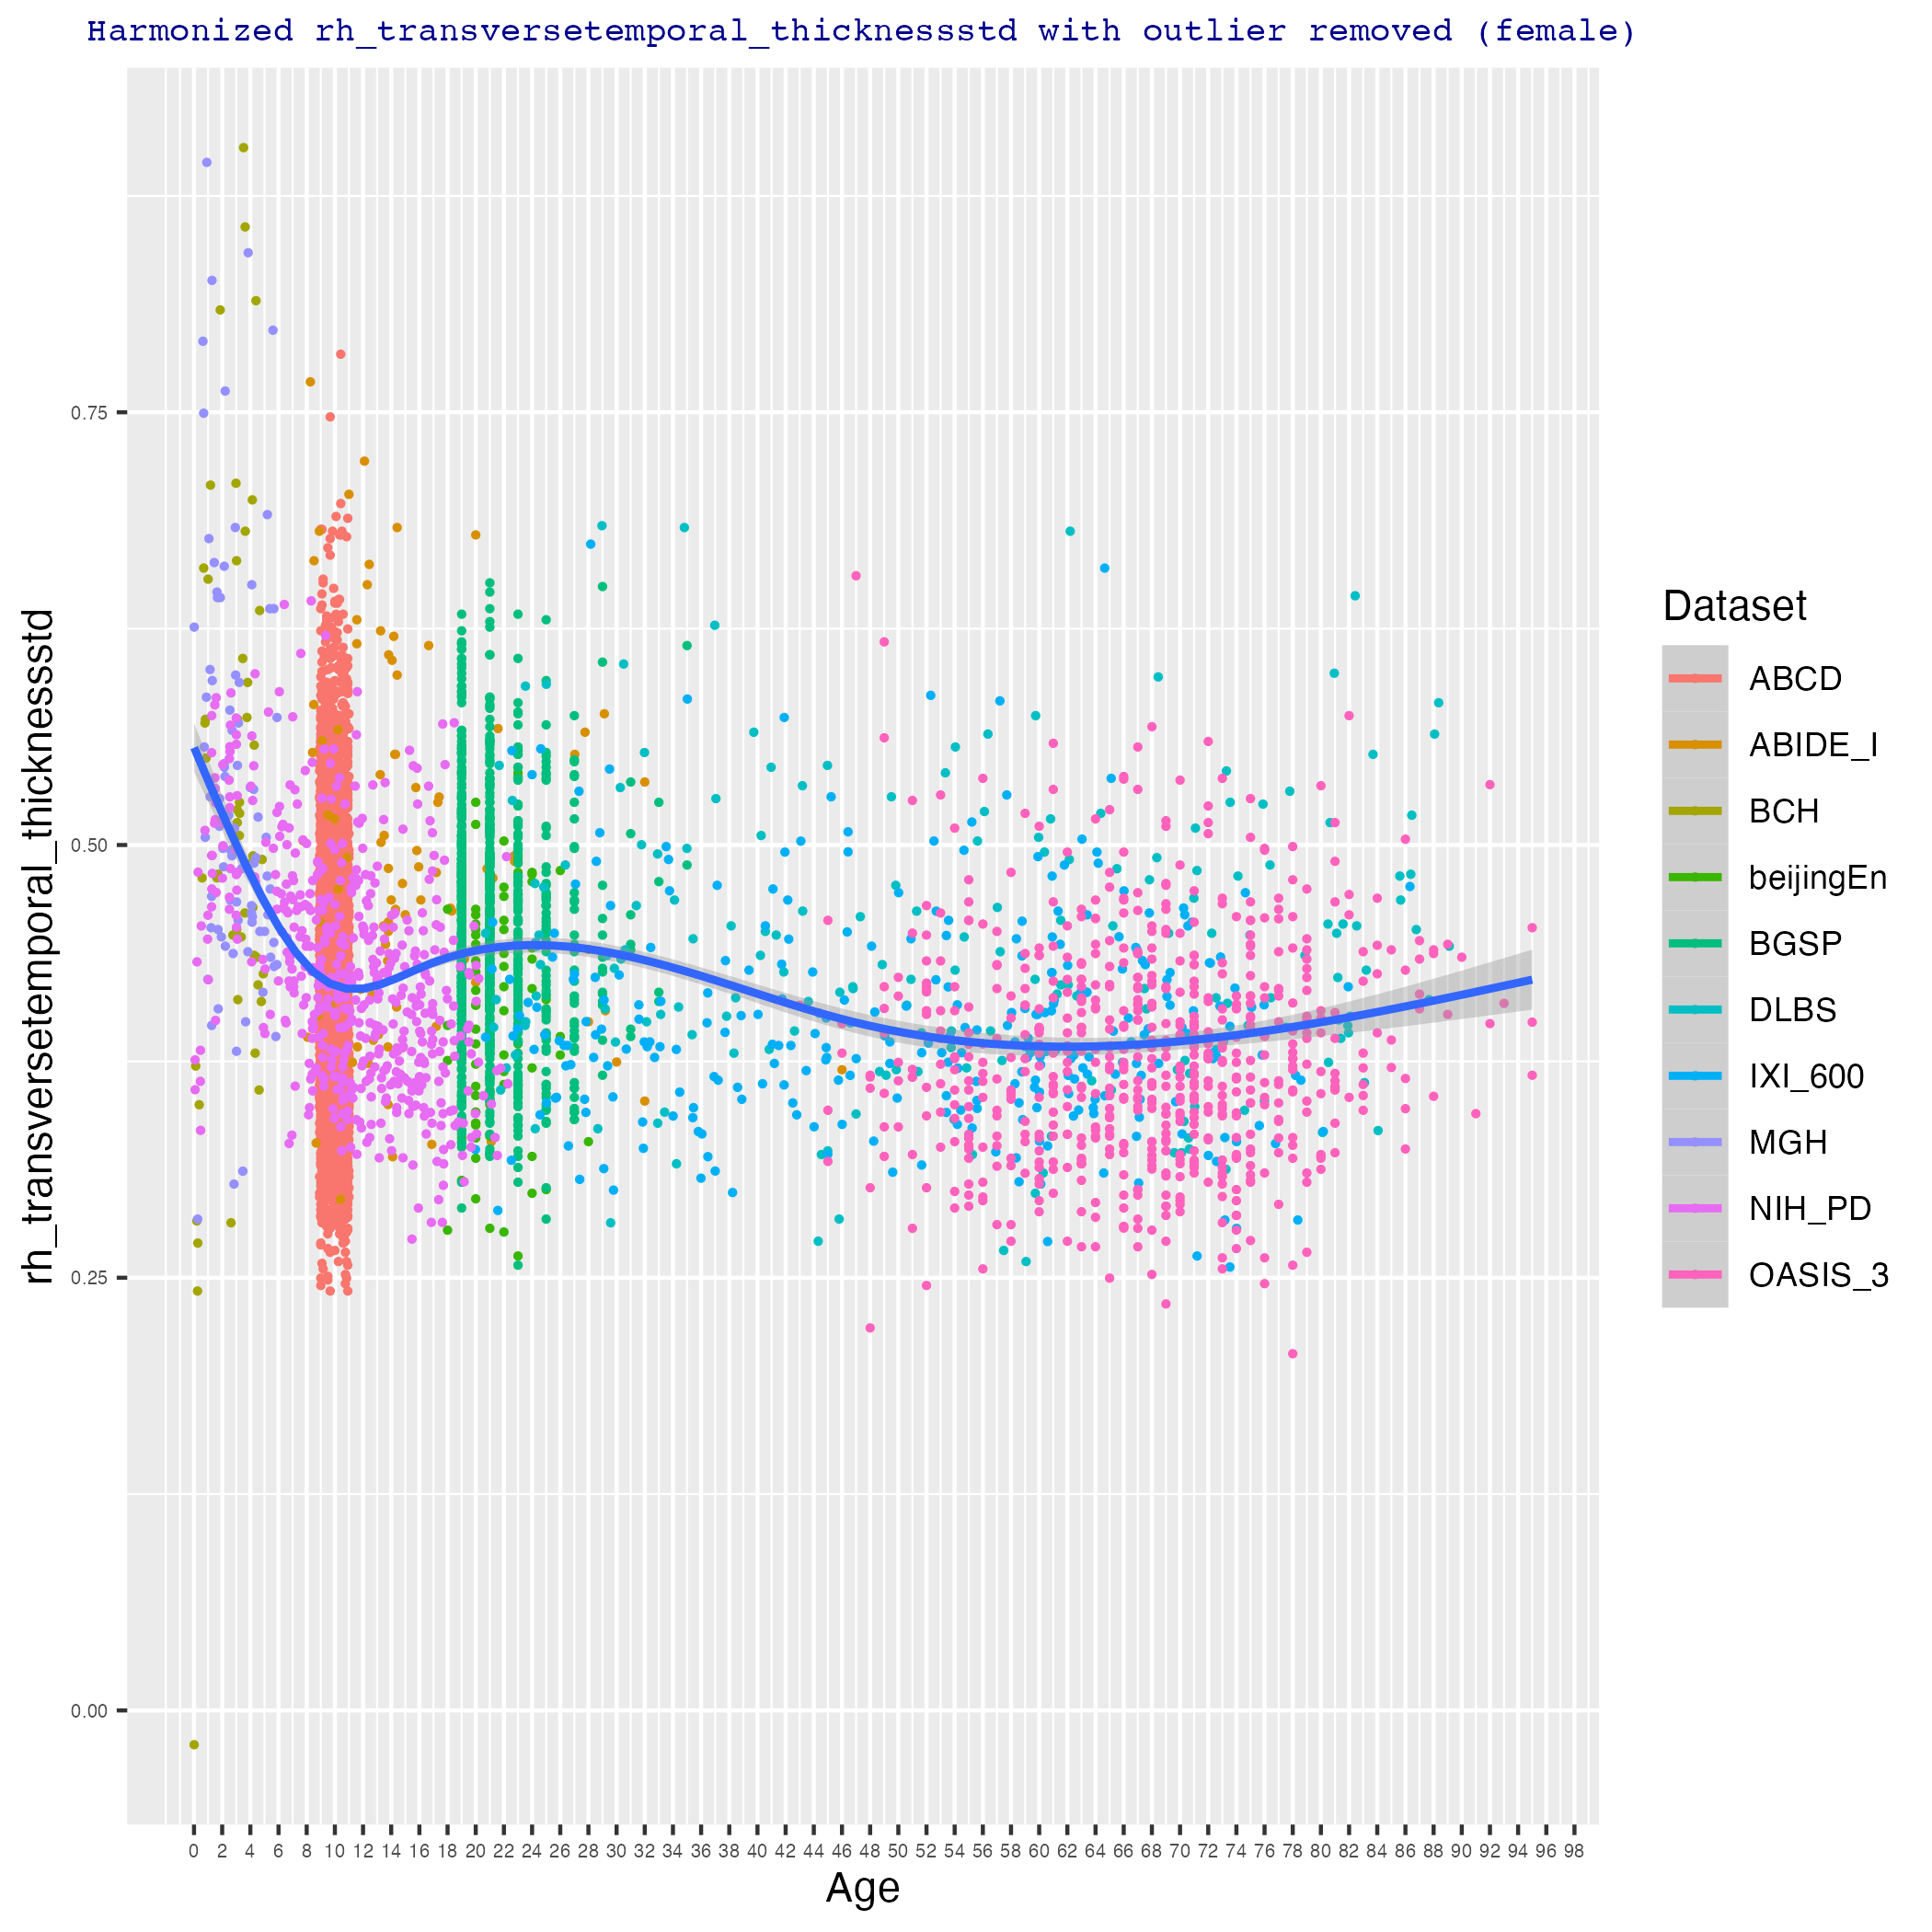 Harmonized rh_transversetemporal_thicknessstd with outlier removed (female)
rh_transversetemporal_thicknessstd
0.75
0.50
0.25
0.00
0 2 4 6 8 10 12 14 16 18 20 22 24 26 28 30 32 34 36 38 40 42 44 46 48 50 52 54 56 58 60 62 64 66 68 70 72 74 76 78 80 82 84 86 88 90 92 94 96 98
Age
Dataset
ABCD
ABIDE_I
BCH
beijingEn
BGSP
DLBS
IXI_600
MGH
NIH_PD
OASIS_3